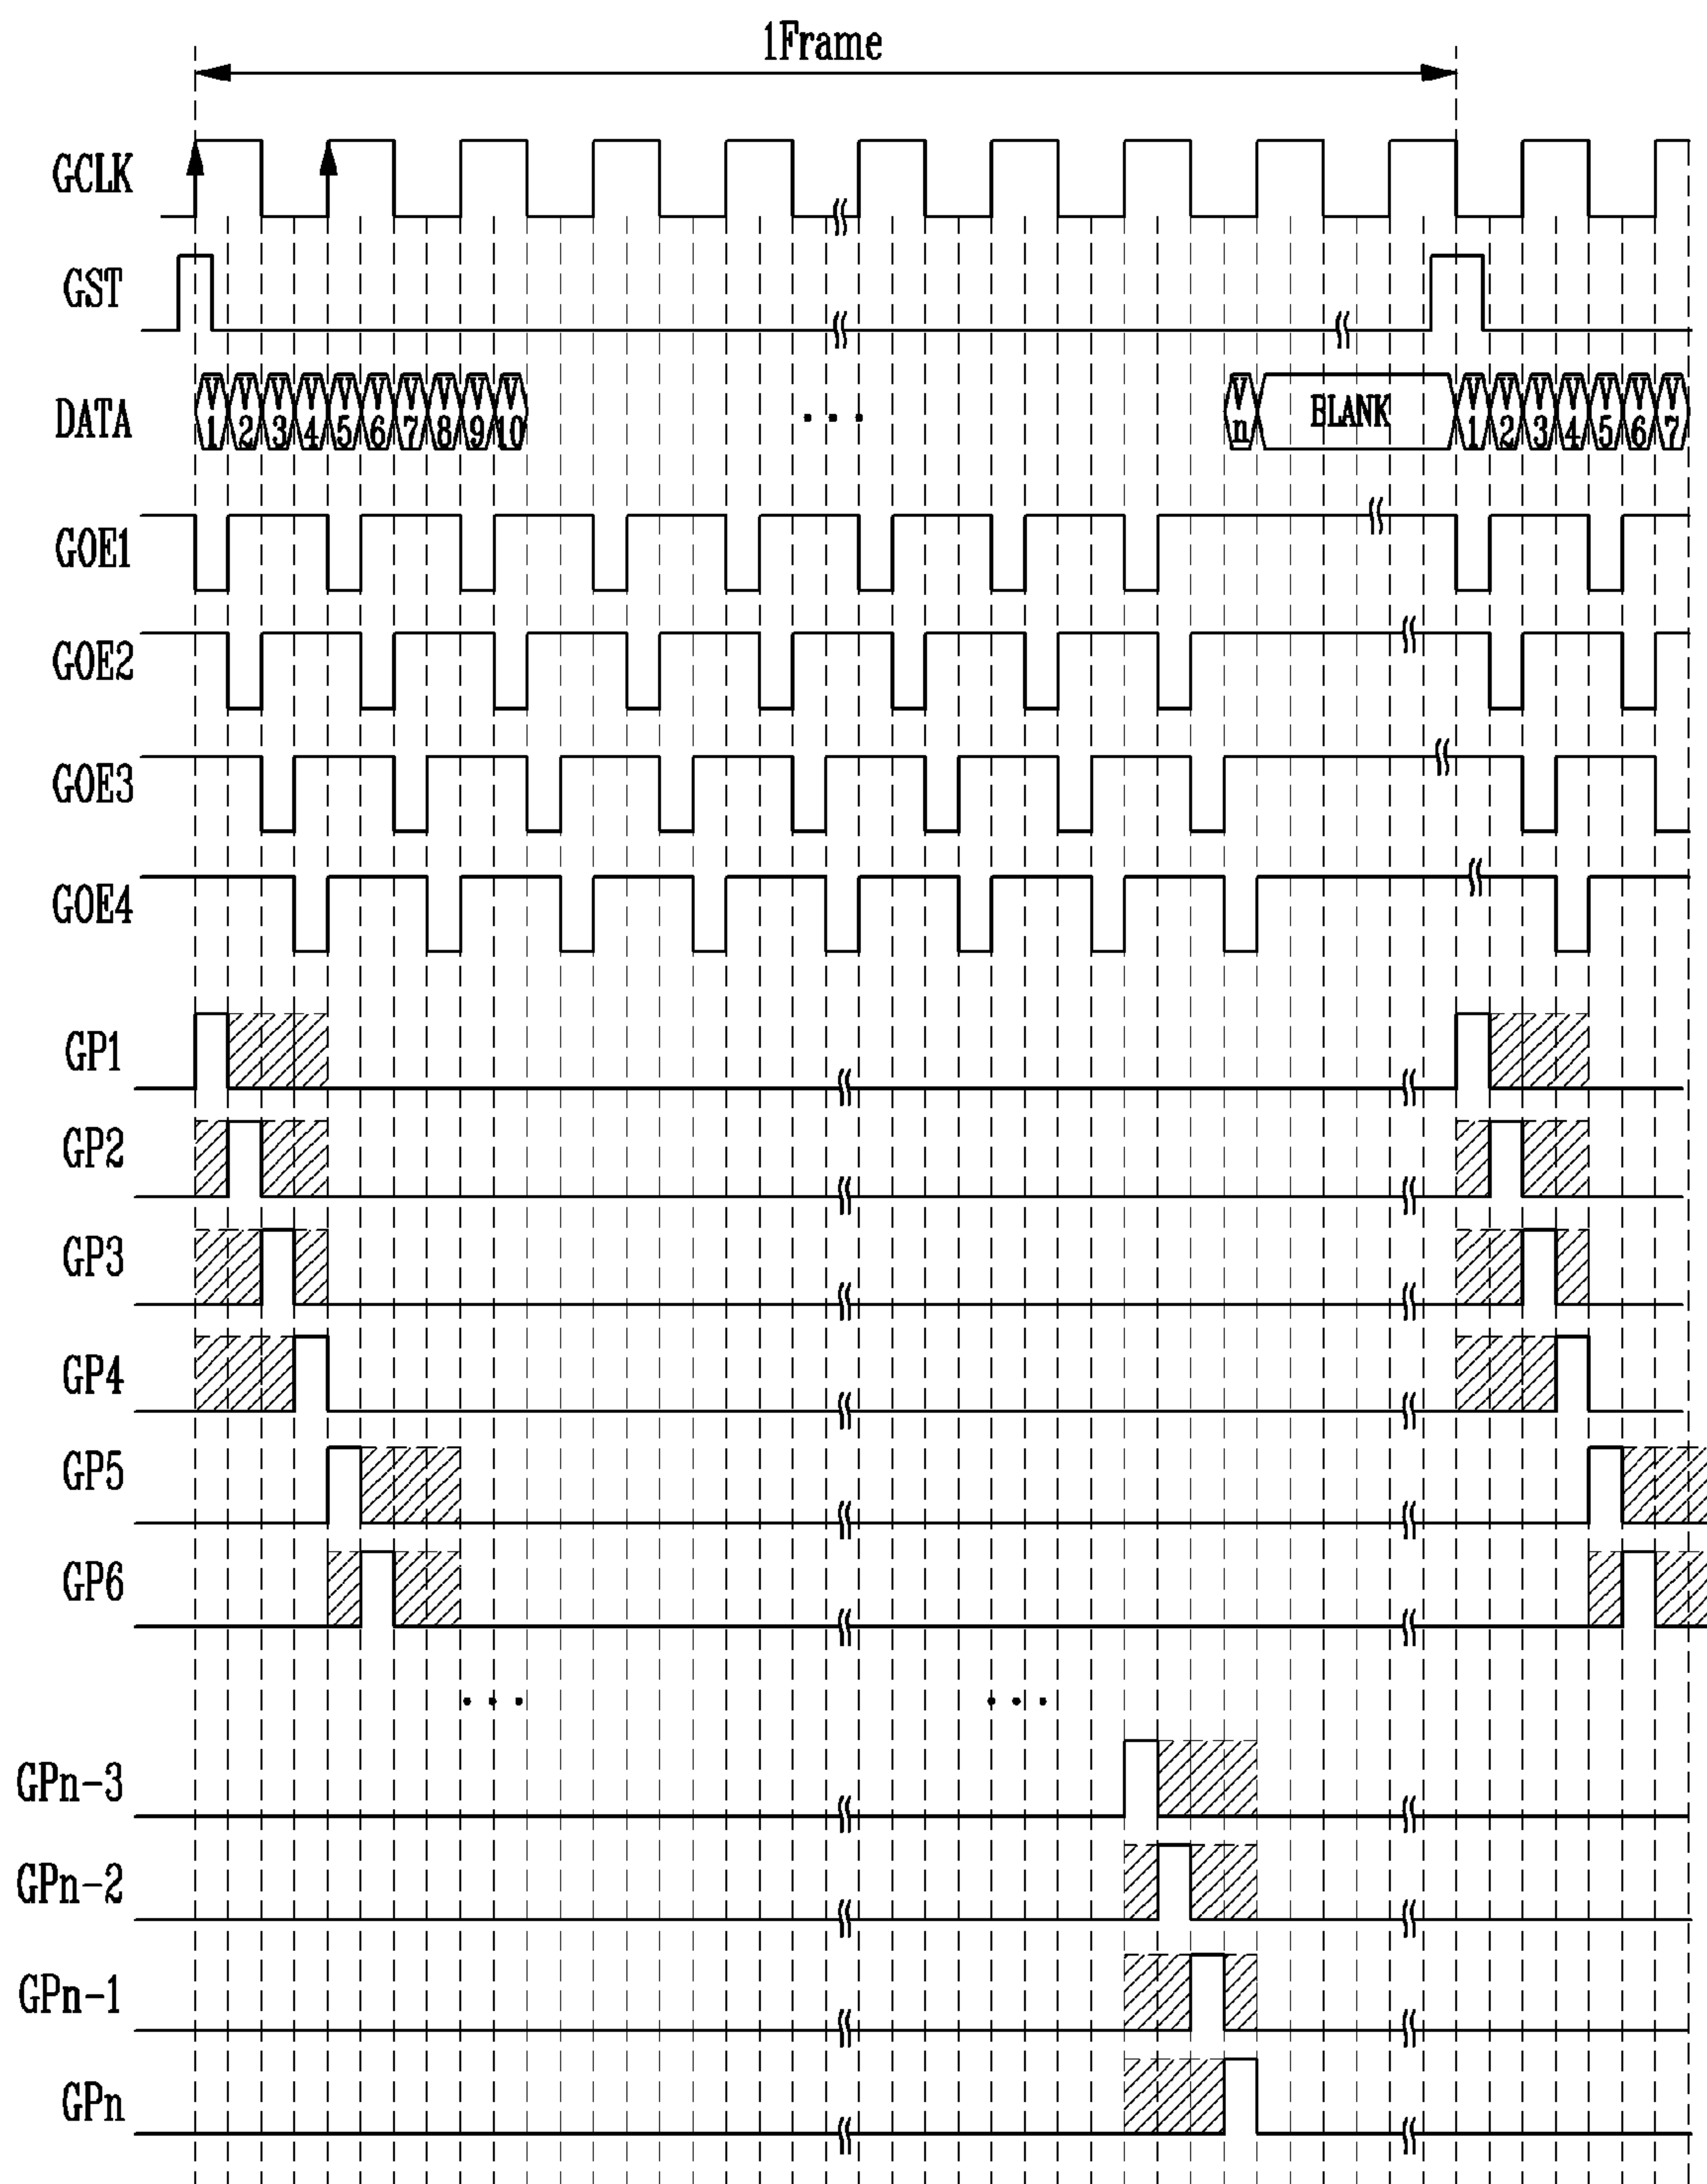 1Frame
GCLK
GST
DATA V1 V2 V3 V4 V5 V6 V7 V8 V9 V10 ... Vn BLANK V1 V2 V3 V4 V5 V6 V7
GOE1
GOE2
GOE3
GOE4
GP1
GP2
GP3
GP4
GP5
GP6
... ...
GPn-3
GPn-2
GPn-1
GPn